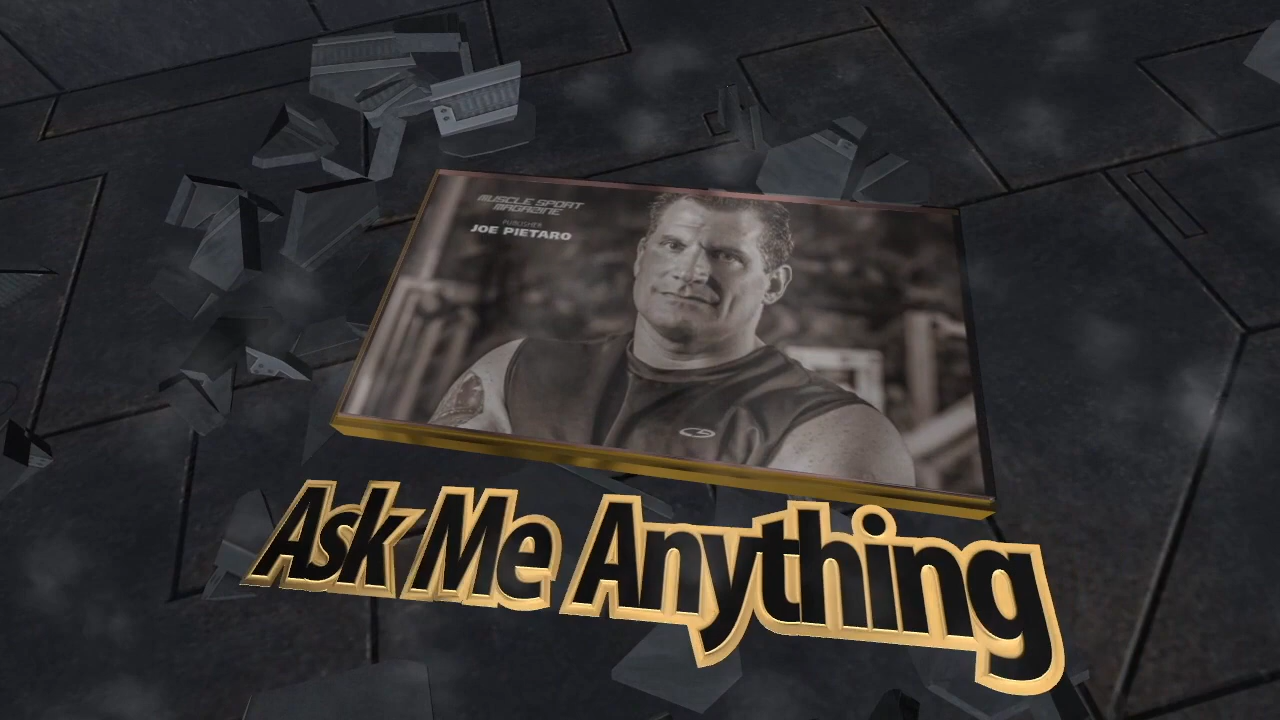 MUSCLE SPORT
MAGAZINE
PUBLISHER
JOE PIETARO
Ask Me Anything